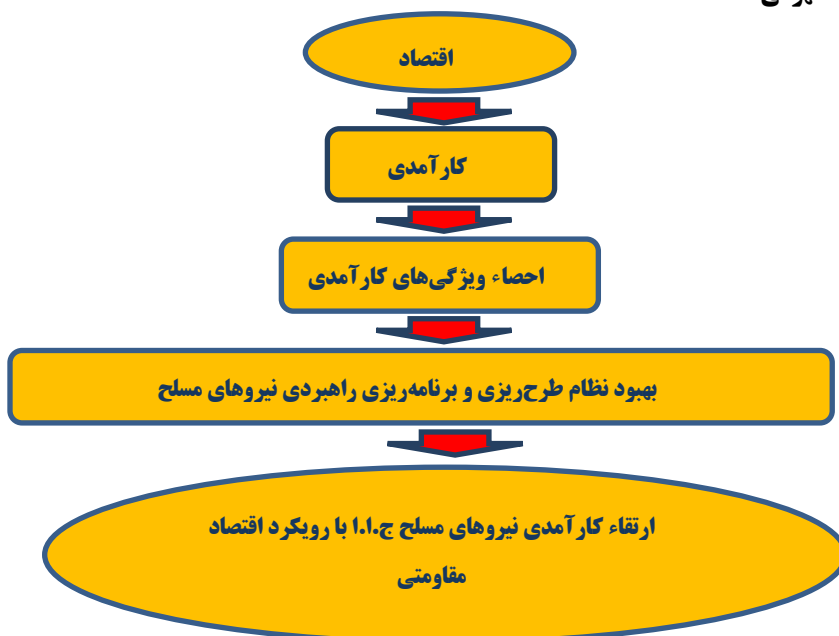 اقتصاد
کارآمدی
احصاء ویژگی‌های کارآمدی
بهبود نظام طرح‌ریزی و برنامه‌ریزی راهبردی نیروهای مسلح
ارتقاء کارآمدی نیروهای مسلح ج.ا.ا با رویکرد اقتصاد
مقاومتی